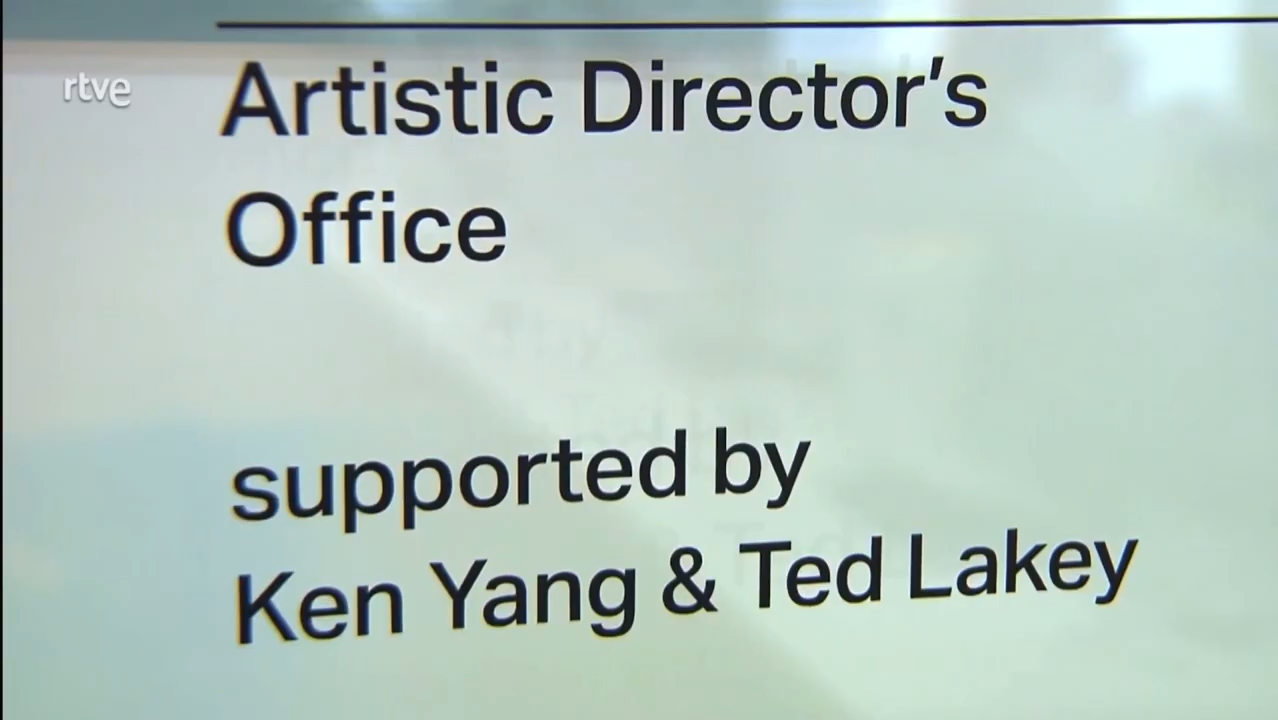 rtve
Artistic Director's
Office
supported by
Ken Yang & Ted Lakey